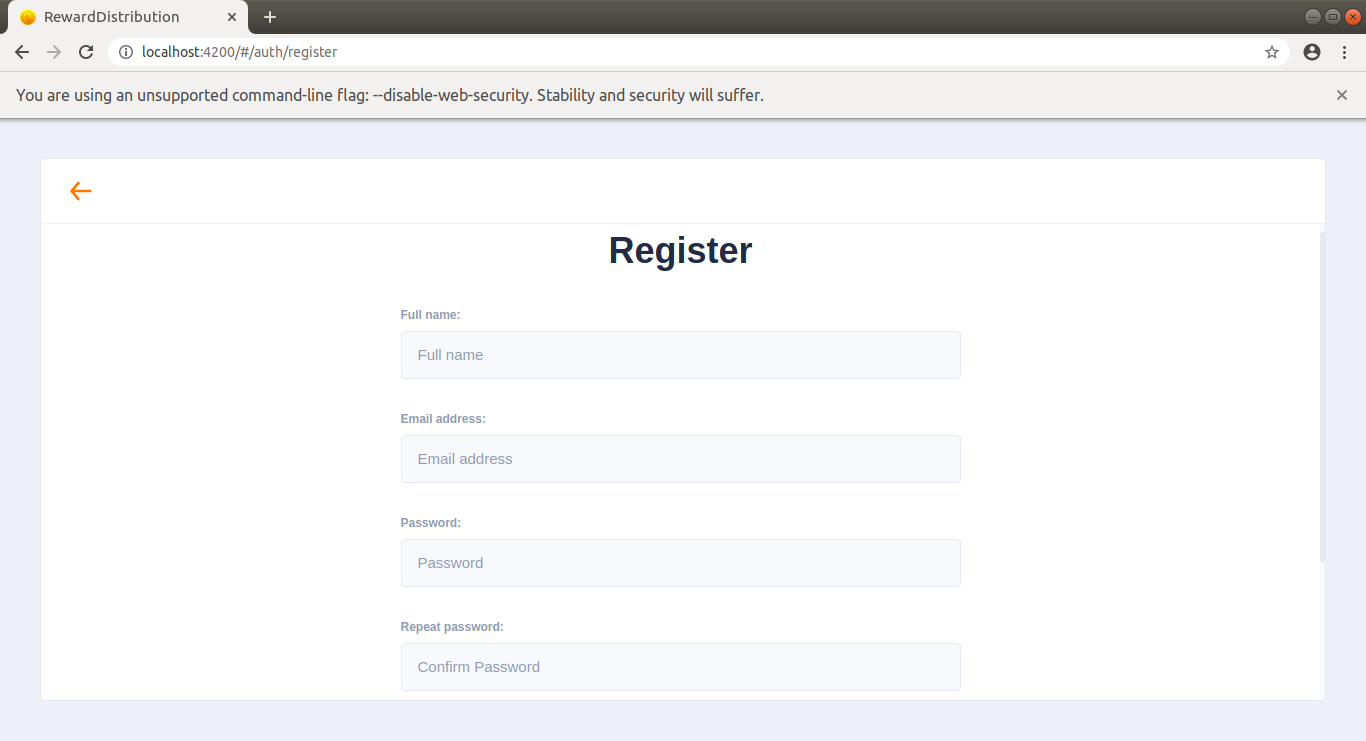 RewardDistribution
localhost:4200/#/auth/register
You are using an unsupported command-line flag: --disable-web-security. Stability and security will suffer.
Register
Full name:
Full name
Email address:
Email address
Password:
Password
Repeat password:
Confirm Password